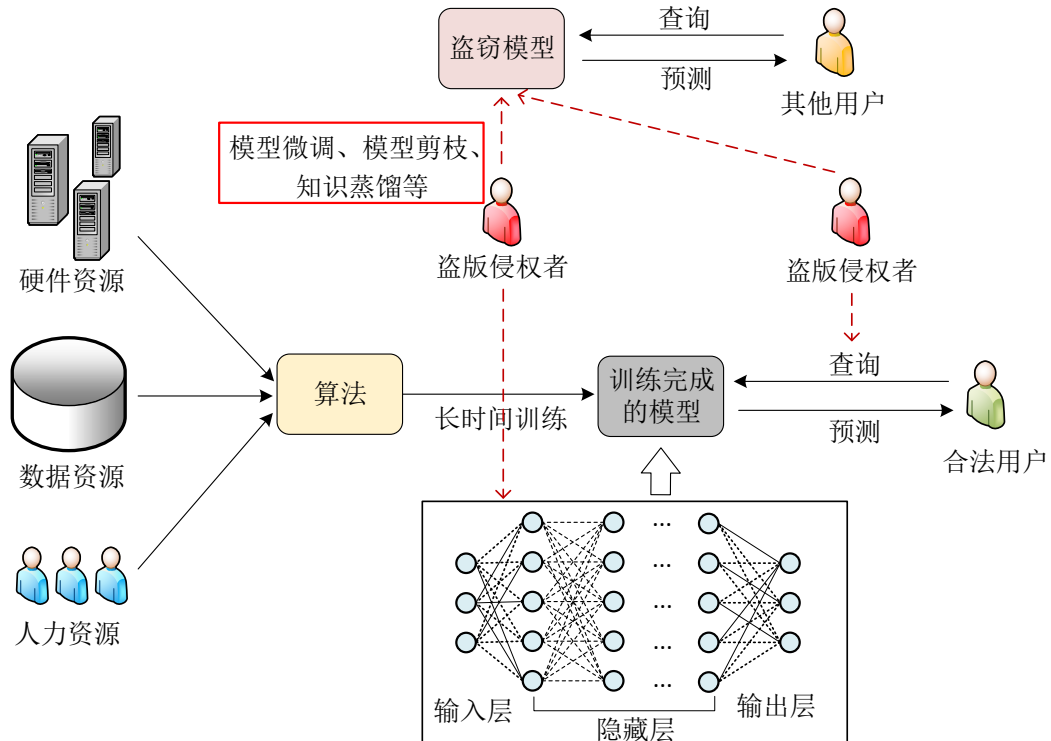 盗窃模型
查询
预测
其他用户
模型微调、模型剪枝、
知识蒸馏等
盗版侵权者
盗版侵权者
硬件资源
数据资源
人力资源
算法
长时间训练
训练完成
的模型
查询
预测
合法用户
...
...
...
...
...
输入层
隐藏层
输出层